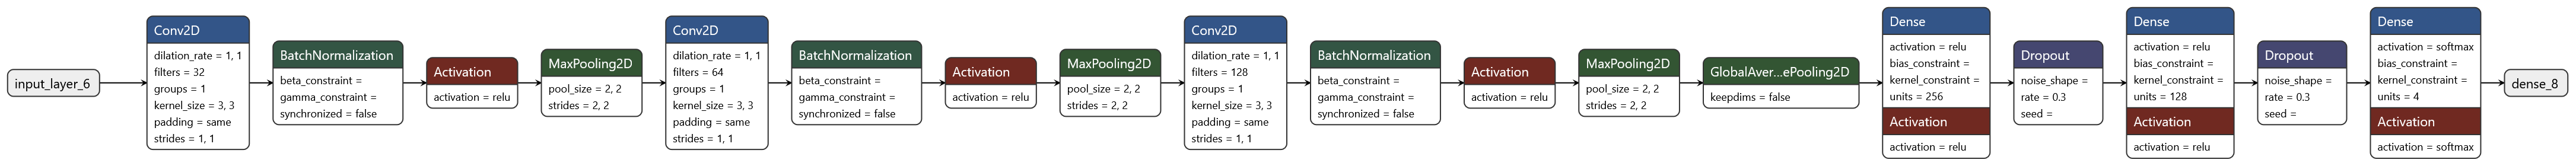 input_layer_6
Conv2D
dilation_rate = 1, 1
filters = 32
groups = 1
kernel_size = 3, 3
padding = same
strides = 1, 1
BatchNormalization
beta_constraint =
gamma_constraint =
synchronized = false
Activation
activation = relu
MaxPooling2D
pool_size = 2, 2
strides = 2, 2
Conv2D
dilation_rate = 1, 1
filters = 64
groups = 1
kernel_size = 3, 3
padding = same
strides = 1, 1
BatchNormalization
beta_constraint =
gamma_constraint =
synchronized = false
Activation
activation = relu
MaxPooling2D
pool_size = 2, 2
strides = 2, 2
Conv2D
dilation_rate = 1, 1
filters = 128
groups = 1
kernel_size = 3, 3
padding = same
strides = 1, 1
BatchNormalization
beta_constraint =
gamma_constraint =
synchronized = false
Activation
activation = relu
MaxPooling2D
pool_size = 2, 2
strides = 2, 2
GlobalAver...ePooling2D
keepdims = false
Dense
activation = relu
bias_constraint =
kernel_constraint =
units = 256
Activation
activation = relu
Dropout
noise_shape =
rate = 0.3
seed =
Dense
activation = relu
bias_constraint =
kernel_constraint =
units = 128
Activation
activation = relu
Dropout
noise_shape =
rate = 0.3
seed =
Dense
activation = softmax
bias_constraint =
kernel_constraint =
units = 4
Activation
activation = softmax
dense_8